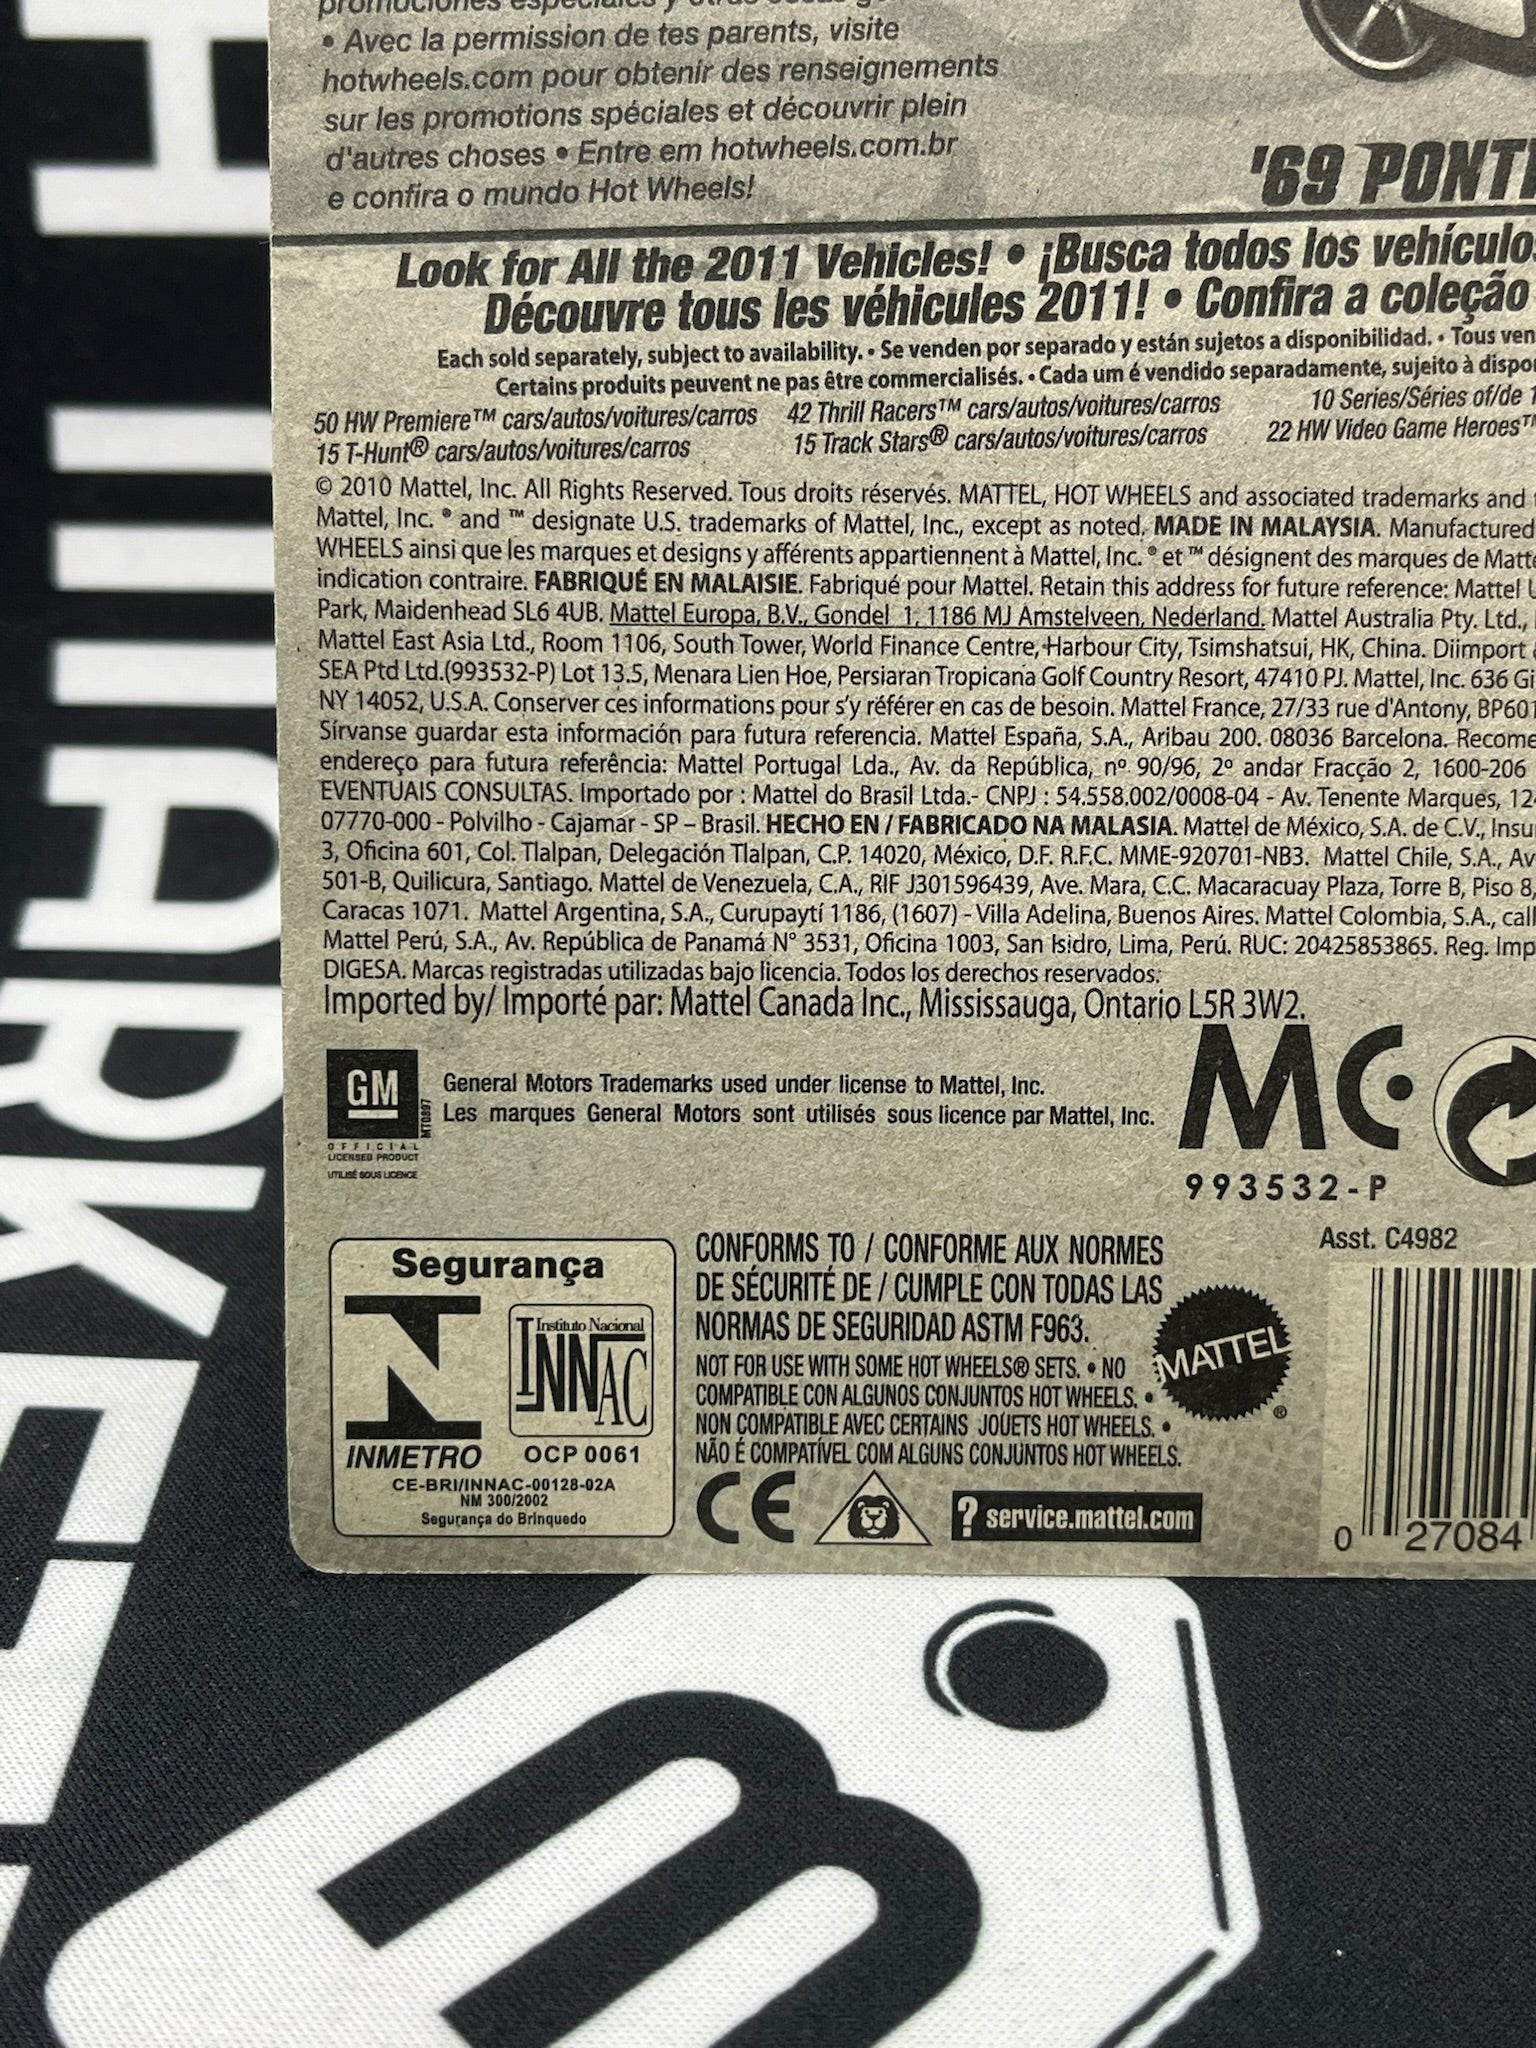 • Avec la permission de tes parents, visite
hotwheels.com pour obtenir des renseignements
sur les promotions spéciales et découvrir plein
d'autres choses • Entre em hotwheels.com.br
e confira o mundo Hot Wheels!
'69
Look for All the 2011 Vehicles! • ¡Busca todos los
Découvre tous les véhicules 2011! • Confira a coleção
Each sold separately, subject to availability. • Se venden por separado y están sujetos a disponibilidad. • Tous
Certains produits peuvent ne pas être commercialisés. • Cada um é vendido separadamente, sujeito à
50 HW Premiere™ cars/autos/voitures/carros 42 Thrill Racers™ cars/autos/voitures/carros 10 Series/Séries of/de
15 T-Hunt® cars/autos/voitures/carros 15 Track Stars® cars/autos/voitures/carros 22 HW Video Game Heroes™
© 2010 Mattel, Inc. All Rights Reserved. Tous droits réservés. MATTEL, HOT WHEELS and associated trademarks and
Mattel, Inc. ® and ™ designate U.S. trademarks of Mattel, Inc., except as noted. MADE IN MALAYSIA. Manufactured
WHEELS ainsi que les marques et designs y afférents appartiennent à Mattel, Inc. ® et ™ désignent des marques de
indication contraire. FABRIQUÉ EN MALAISIE. Fabriqué pour Mattel. Retain this address for future reference: Mattel
Park, Maidenhead SL6 4UB. Mattel Europa, B.V., Gondel 1, 1186 MJ Amstelveen, Nederland. Mattel Australia Pty. Ltd.,
Mattel East Asia Ltd., Room 1106, South Tower, World Finance Centre, Harbour City, Tsimshatsui, HK, China. Diimport
SEA Ptd Ltd.(993532-P) Lot 13.5, Menara Lien Hoe, Persiaran Tropicana Golf Country Resort, 47410 PJ. Mattel, Inc. 636
NY 14052, U.S.A. Conserver ces informations pour s'y référer en cas de besoin. Mattel France, 27/33 rue d'Antony,
Sírvanse guardar esta información para futura referencia. Mattel España, S.A., Aribau 200. 08036 Barcelona.
endereço para futura referência: Mattel Portugal Lda., Av. da República, nº 90/96, 2º andar Fracção 2, 1600-206
EVENTUAIS CONSULTAS. Importado por : Mattel do Brasil Ltda.- CNPJ : 54.558.002/0008-04 - Av. Tenente Marques,
07770-000 - Polvilho - Cajamar - SP – Brasil. HECHO EN / FABRICADO NA MALASIA. Mattel de México, S.A. de C.V.,
3, Oficina 601, Col. Tlalpan, Delegación Tlalpan, C.P. 14020, México, D.F. R.F.C. MME-920701-NB3. Mattel Chile, S.A.,
501-B, Quilicura, Santiago. Mattel de Venezuela, C.A., RIF J301596439, Ave. Mara, C.C. Macaracuay Plaza, Torre B, Piso 8,
Caracas 1071. Mattel Argentina, S.A., Curupaytí 1186, (1607) - Villa Adelina, Buenos Aires. Mattel Colombia, S.A.,
Mattel Perú, S.A., Av. República de Panamá N° 3531, Oficina 1003, San Isidro, Lima, Perú. RUC: 20425853865. Reg.
DIGESA. Marcas registradas utilizadas bajo licencia. Todos los derechos reservados.
Imported by/ Importé par: Mattel Canada Inc., Mississauga, Ontario L5R 3W2.
GM
OFFICIAL
LICENSED PRODUCT
UTILISÉ SOUS LICENCE
MT0897
General Motors Trademarks used under license to Mattel, Inc.
Les marques General Motors sont utilisés sous licence par Mattel, Inc.
MC
993532-P
Asst. C4982
Segurança
INMETRO
Instituto Nacional
INNAC
OCP 0061
CE-BRI/INNAC-00128-02A
NM 300/2002
Segurança do Brinquedo
CONFORMS TO / CONFORME AUX NORMES
DE SÉCURITÉ DE / CUMPLE CON TODAS LAS
NORMAS DE SEGURIDAD ASTM F963.
NOT FOR USE WITH SOME HOT WHEELS® SETS. • NO
COMPATIBLE CON ALGUNOS CONJUNTOS HOT WHEELS. •
NON COMPATIBLE AVEC CERTAINS JOUETS HOT WHEELS. •
NÃO É COMPATÍVEL COM ALGUNS CONJUNTOS HOT WHEELS.
MATTEL®
CE
? service.mattel.com
0 27084